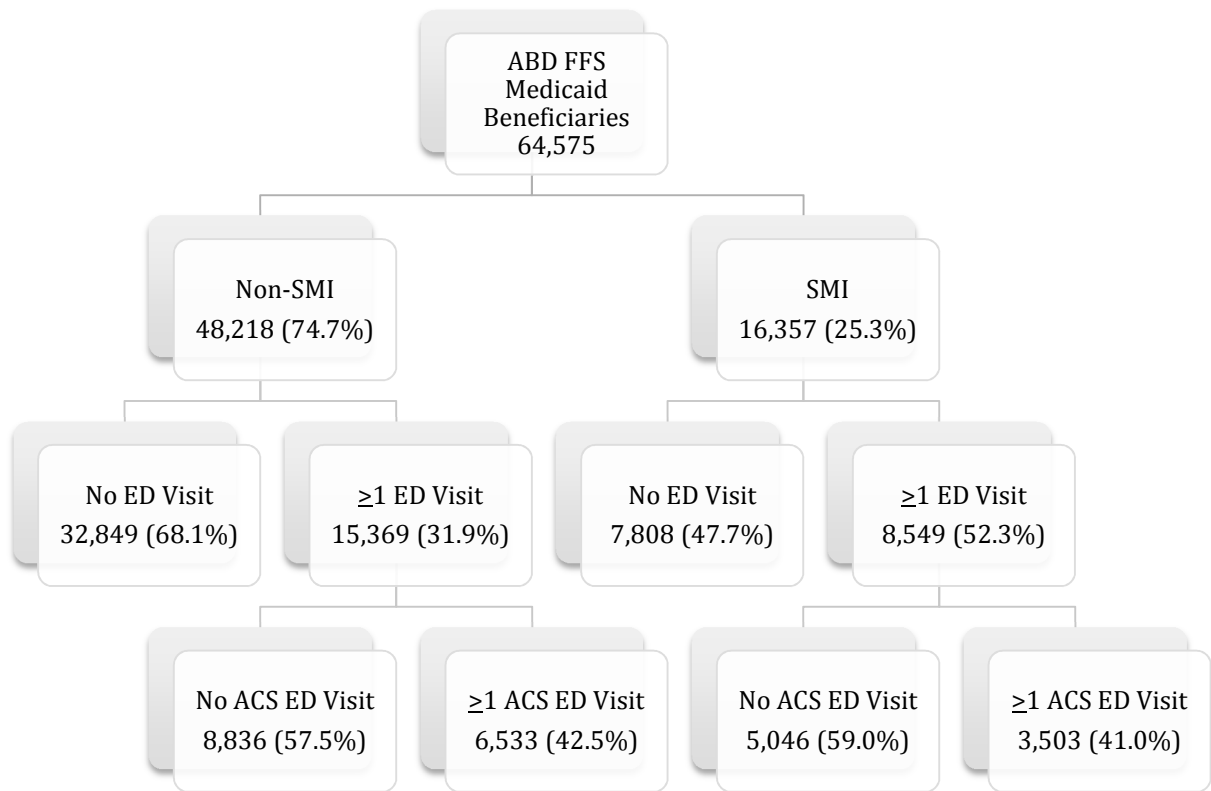 ABD FFS
Medicaid
Beneficiaries
64,575
Non-SMI
48,218 (74.7%)
SMI
16,357 (25.3%)
No ED Visit
32,849 (68.1%)
≥1 ED Visit
15,369 (31.9%)
No ED Visit
7,808 (47.7%)
≥1 ED Visit
8,549 (52.3%)
No ACS ED Visit
8,836 (57.5%)
≥1 ACS ED Visit
6,533 (42.5%)
No ACS ED Visit
5,046 (59.0%)
≥1 ACS ED Visit
3,503 (41.0%)